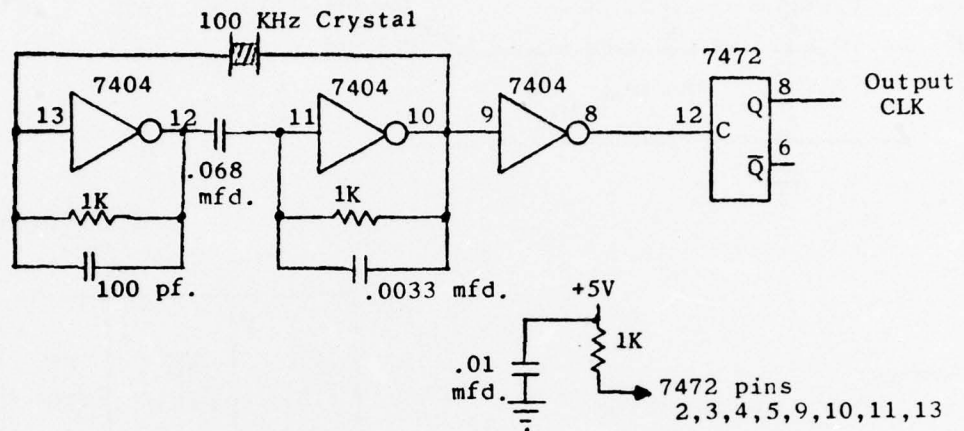 100 KHz Crystal
7404
7404
7404
7472
13
12
11
10
9
8
12
C
Q
8
Q̅
6
Output
CLK
.068
mfd.
1K
1K
100 pf.
.0033 mfd.
+5V
1K
.01
mfd.
7472 pins
2,3,4,5,9,10,11,13